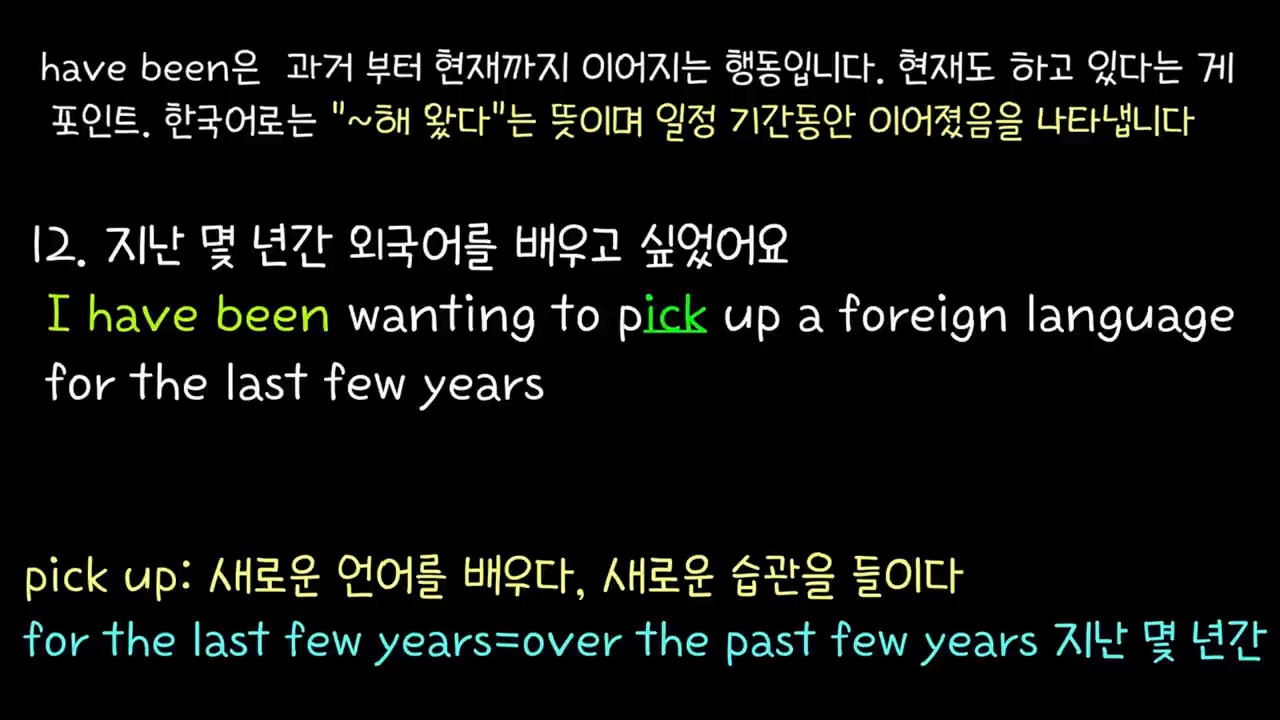 have been은 과거 부터 현재까지 이어지는 행동입니다. 현재도 하고 있다는 게
포인트. 한국어로는 "~해 왔다"는 뜻이며 일정 기간동안 이어졌음을 나타냅니다
12. 지난 몇 년간 외국어를 배우고 싶었어요
I have been wanting to pick up a foreign language
for the last few years
pick up: 새로운 언어를 배우다, 새로운 습관을 들이다
for the last few years=over the past few years 지난 몇 년간